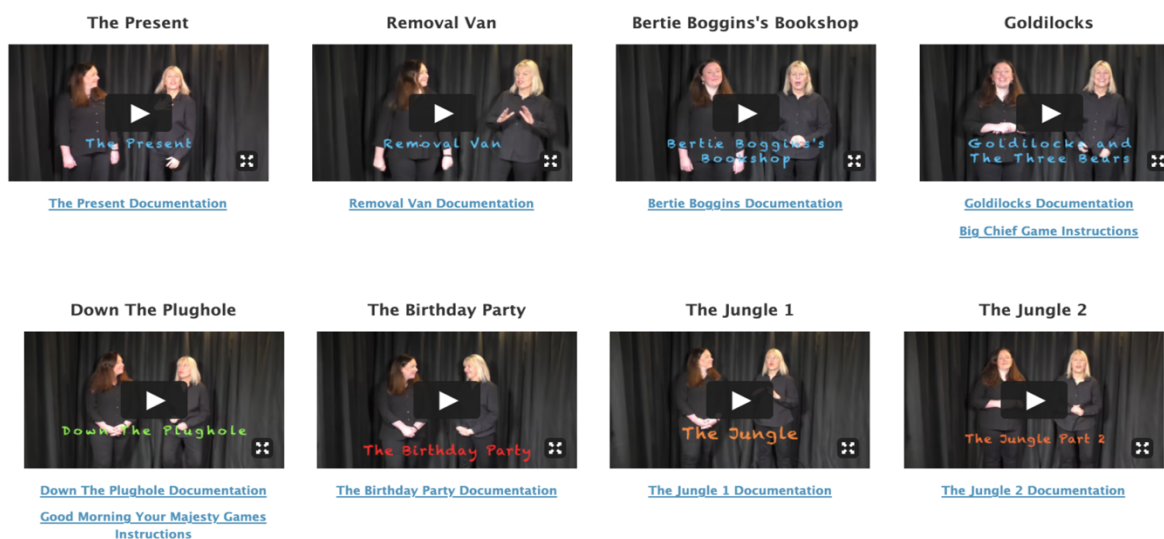 The Present
Removal Van
Bertie Boggins's Bookshop
Goldilocks
The Present
Removal Van
Bertie Boggins's
Bookshop
Goldilocks and
The Three Bears
The Present Documentation
Removal Van Documentation
Bertie Boggins Documentation
Goldilocks Documentation
Big Chief Game Instructions
Down The Plughole
The Birthday Party
The Jungle 1
The Jungle 2
Down The Plughole
The Birthday Party
The Jungle
The Jungle Part 2
Down The Plughole Documentation
The Birthday Party Documentation
The Jungle 1 Documentation
The Jungle 2 Documentation
Good Morning Your Majesty Games
Instructions